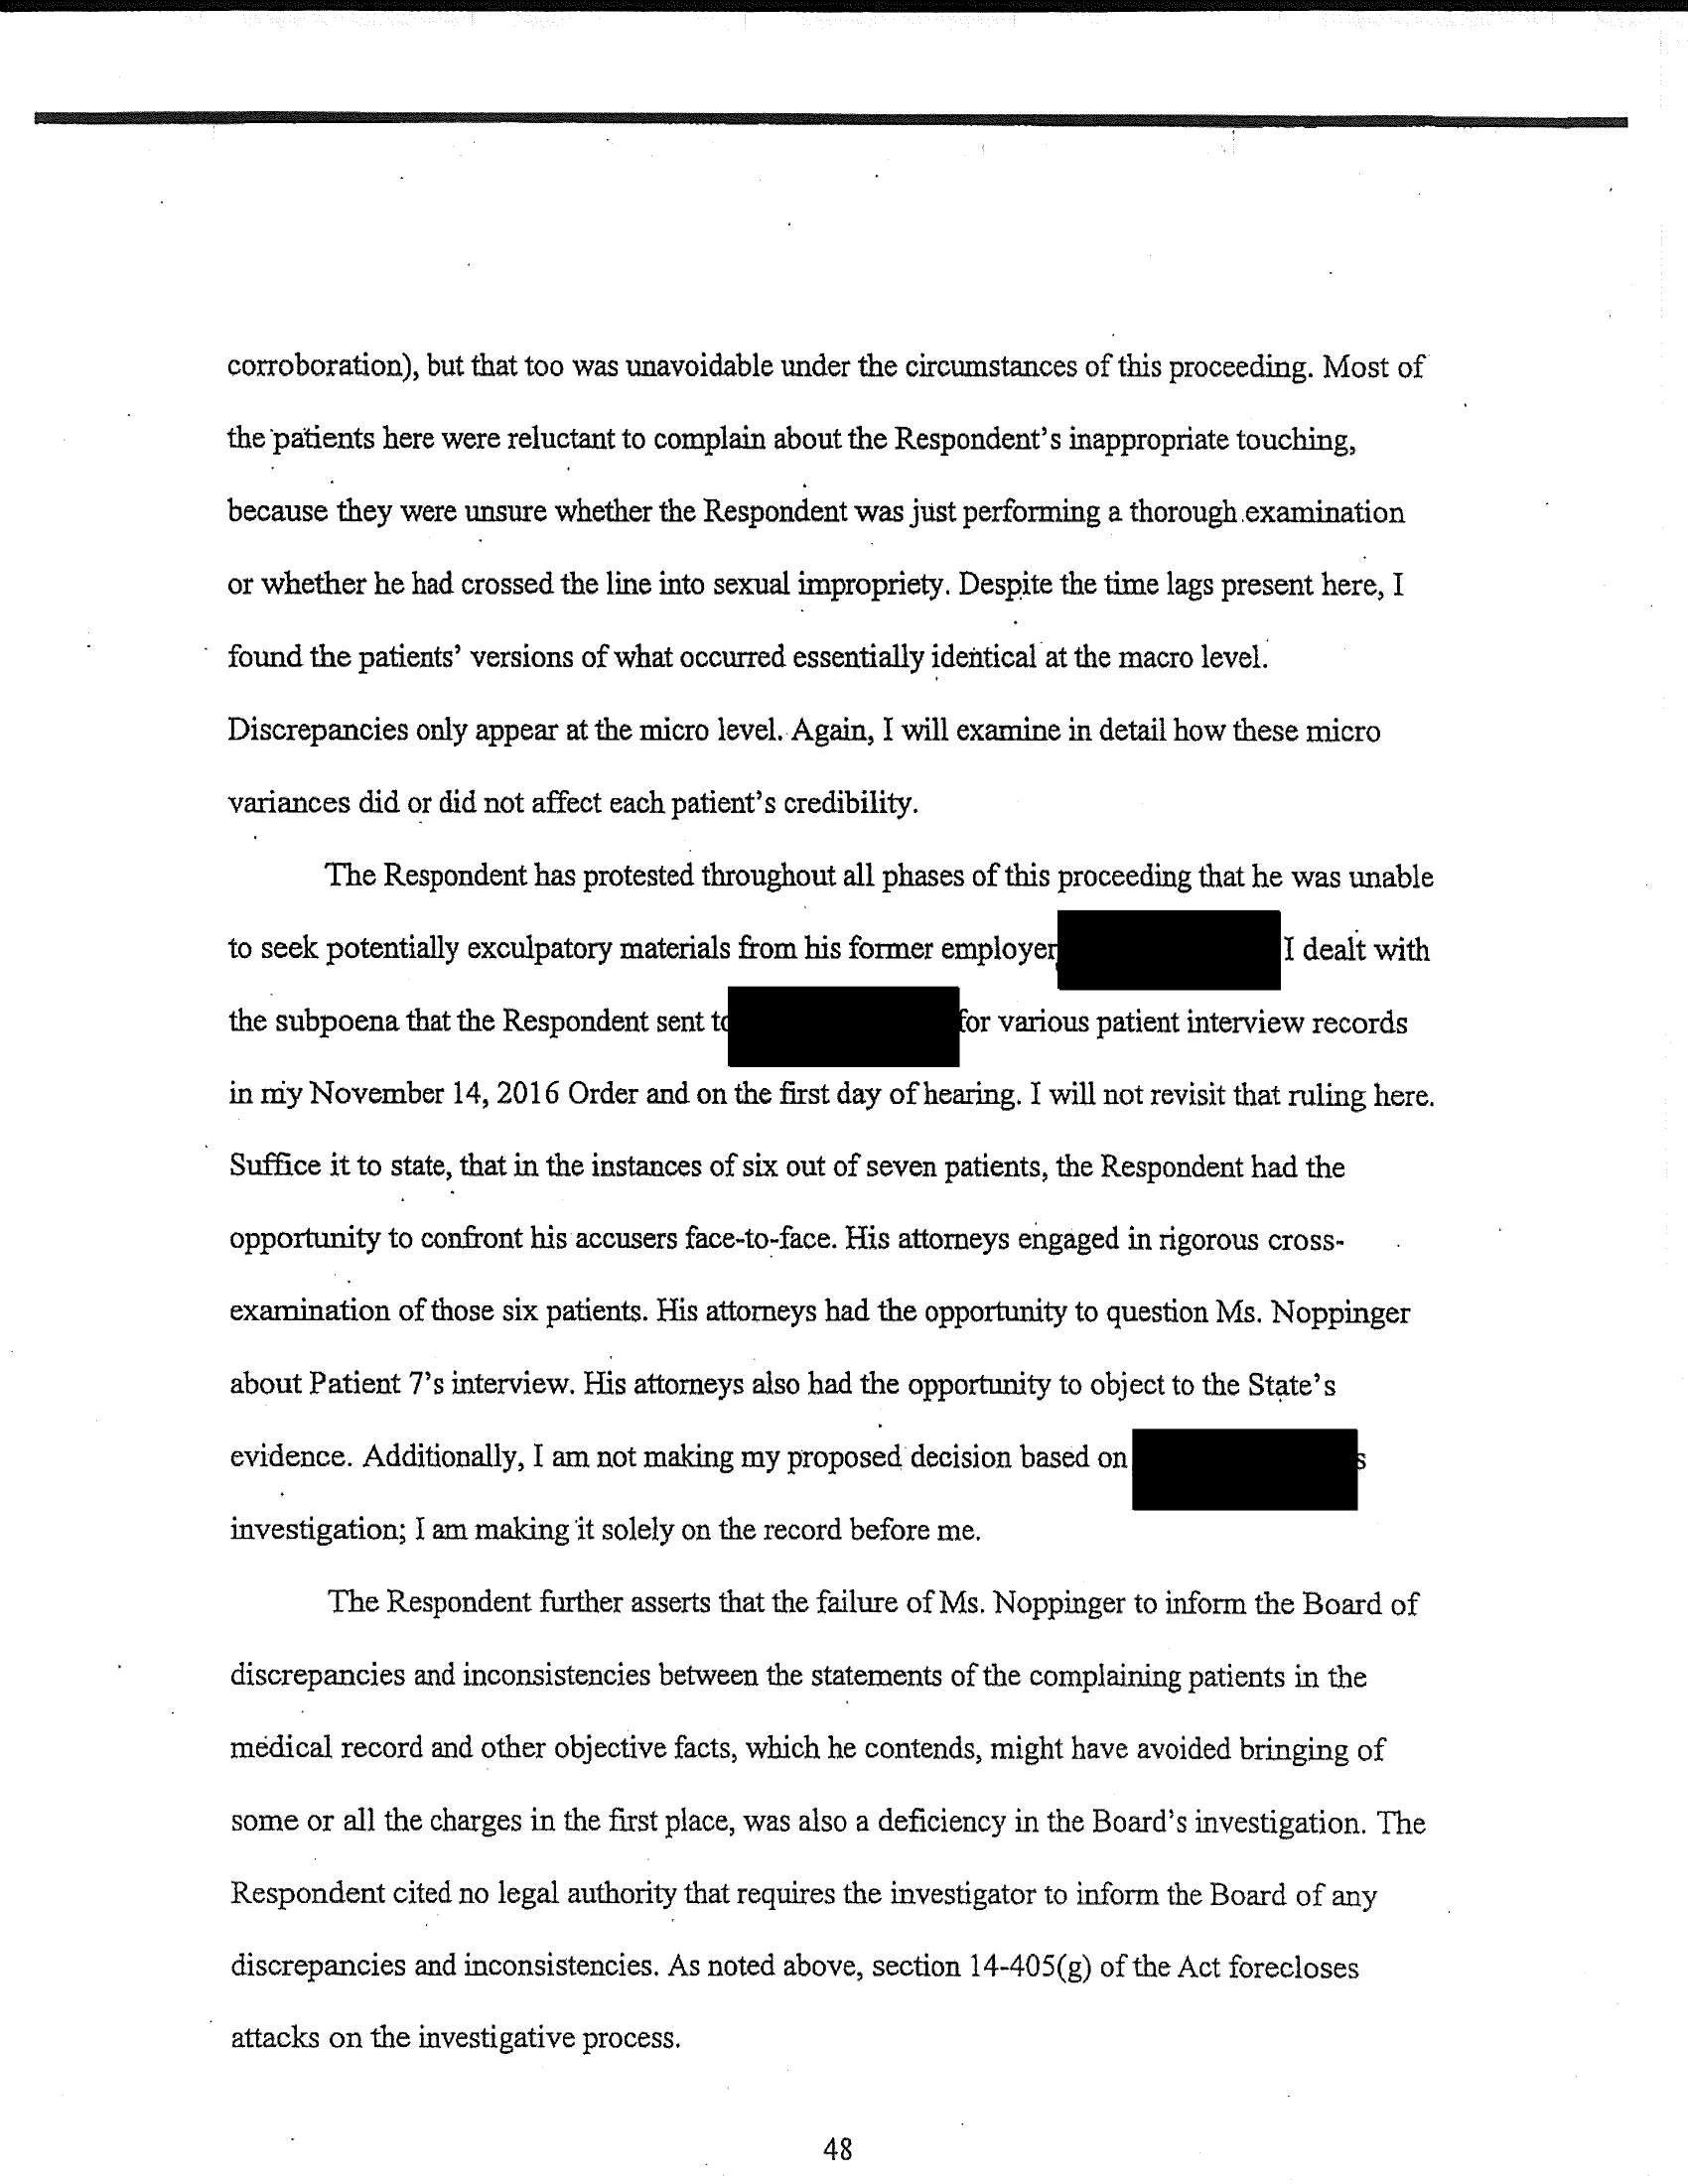 corroboration), but that too was unavoidable under the circumstances of this proceeding. Most of
the patients here were reluctant to complain about the Respondent's inappropriate touching,
because they were unsure whether the Respondent was just performing a thorough examination
or whether he had crossed the line into sexual impropriety. Despite the time lags present here, I
found the patients' versions of what occurred essentially identical at the macro level.
Discrepancies only appear at the micro level. Again, I will examine in detail how these micro
variances did or did not affect each patient's credibility.
The Respondent has protested throughout all phases of this proceeding that he was unable
to seek potentially exculpatory materials from his former employer I dealt with
the subpoena that the Respondent sent to for various patient interview records
in my November 14, 2016 Order and on the first day of hearing. I will not revisit that ruling here.
Suffice it to state, that in the instances of six out of seven patients, the Respondent had the
opportunity to confront his accusers face-to-face. His attorneys engaged in rigorous cross-
examination of those six patients. His attorneys had the opportunity to question Ms. Noppinger
about Patient 7's interview. His attorneys also had the opportunity to object to the State's
evidence. Additionally, I am not making my proposed decision based on s
investigation; I am making it solely on the record before me.
The Respondent further asserts that the failure of Ms. Noppinger to inform the Board of
discrepancies and inconsistencies between the statements of the complaining patients in the
medical record and other objective facts, which he contends, might have avoided bringing of
some or all the charges in the first place, was also a deficiency in the Board's investigation. The
Respondent cited no legal authority that requires the investigator to inform the Board of any
discrepancies and inconsistencies. As noted above, section 14-405(g) of the Act forecloses
attacks on the investigative process.
48